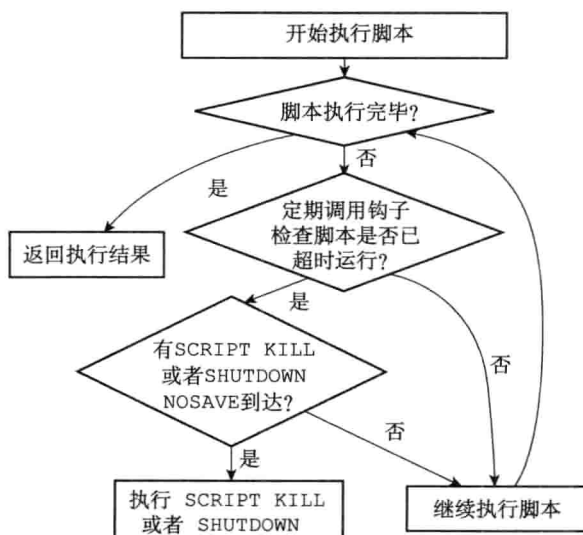 开始执行脚本
脚本执行完毕?
否
是
定期调用钩子
检查脚本是否已
超时运行?
返回执行结果
是
有SCRIPT KILL
或者SHUTDOWN
NOSAVE到达?
否
否
是
执行 SCRIPT KILL
或者 SHUTDOWN
继续执行脚本